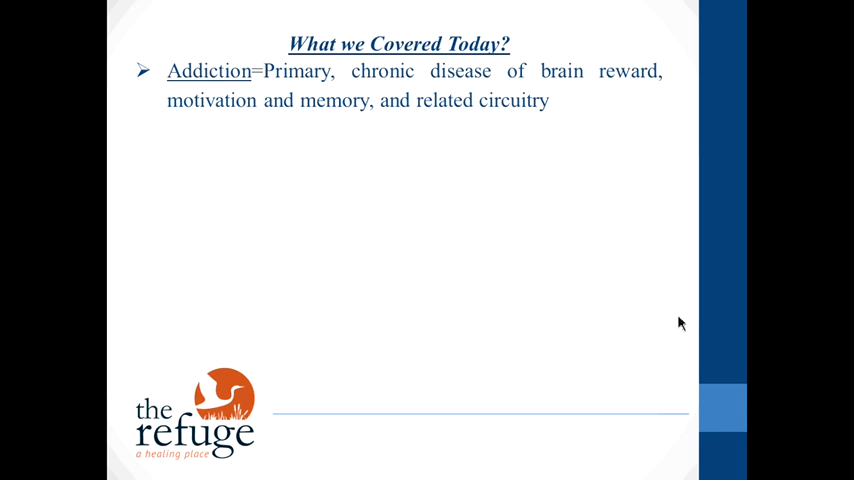 What we Covered Today?
➢ Addiction=Primary, chronic disease of brain reward,
motivation and memory, and related circuitry
the
refuge
a healing place